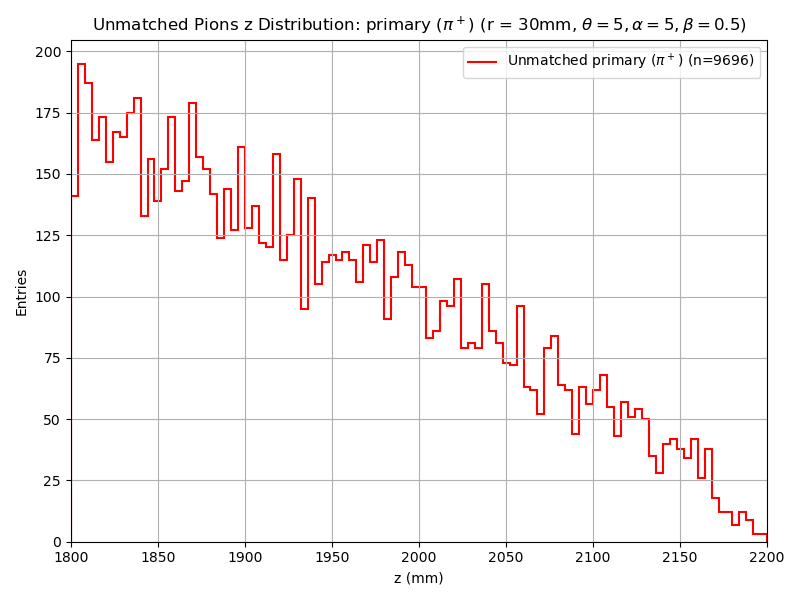 Unmatched Pions z Distribution: primary (π⁺) (r = 30mm, θ = 5, α = 5, β = 0.5)
Unmatched primary (π⁺) (n=9696)
Entries
200
175
150
125
100
75
50
25
0
1800 1850 1900 1950 2000 2050 2100 2150 2200
z (mm)